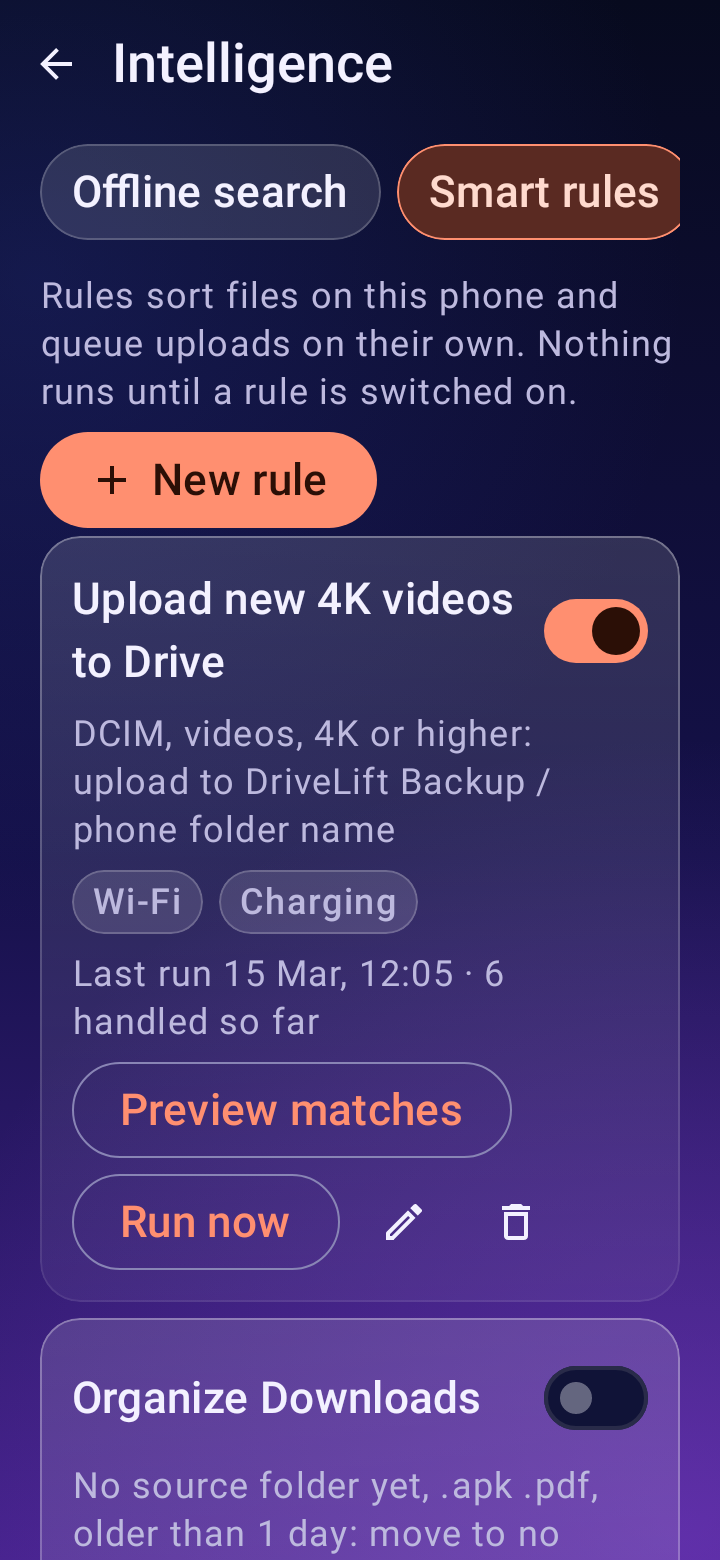 Intelligence
Offline search
Smart rules
Rules sort files on this phone and
queue uploads on their own. Nothing
runs until a rule is switched on.
New rule
Upload new 4K videos
to Drive
DCIM, videos, 4K or higher:
upload to DriveLift Backup /
phone folder name
Wi-Fi
Charging
Last run 15 Mar, 12:05 · 6
handled so far
Preview matches
Run now
Organize Downloads
No source folder yet, .apk .pdf,
older than 1 day: move to no